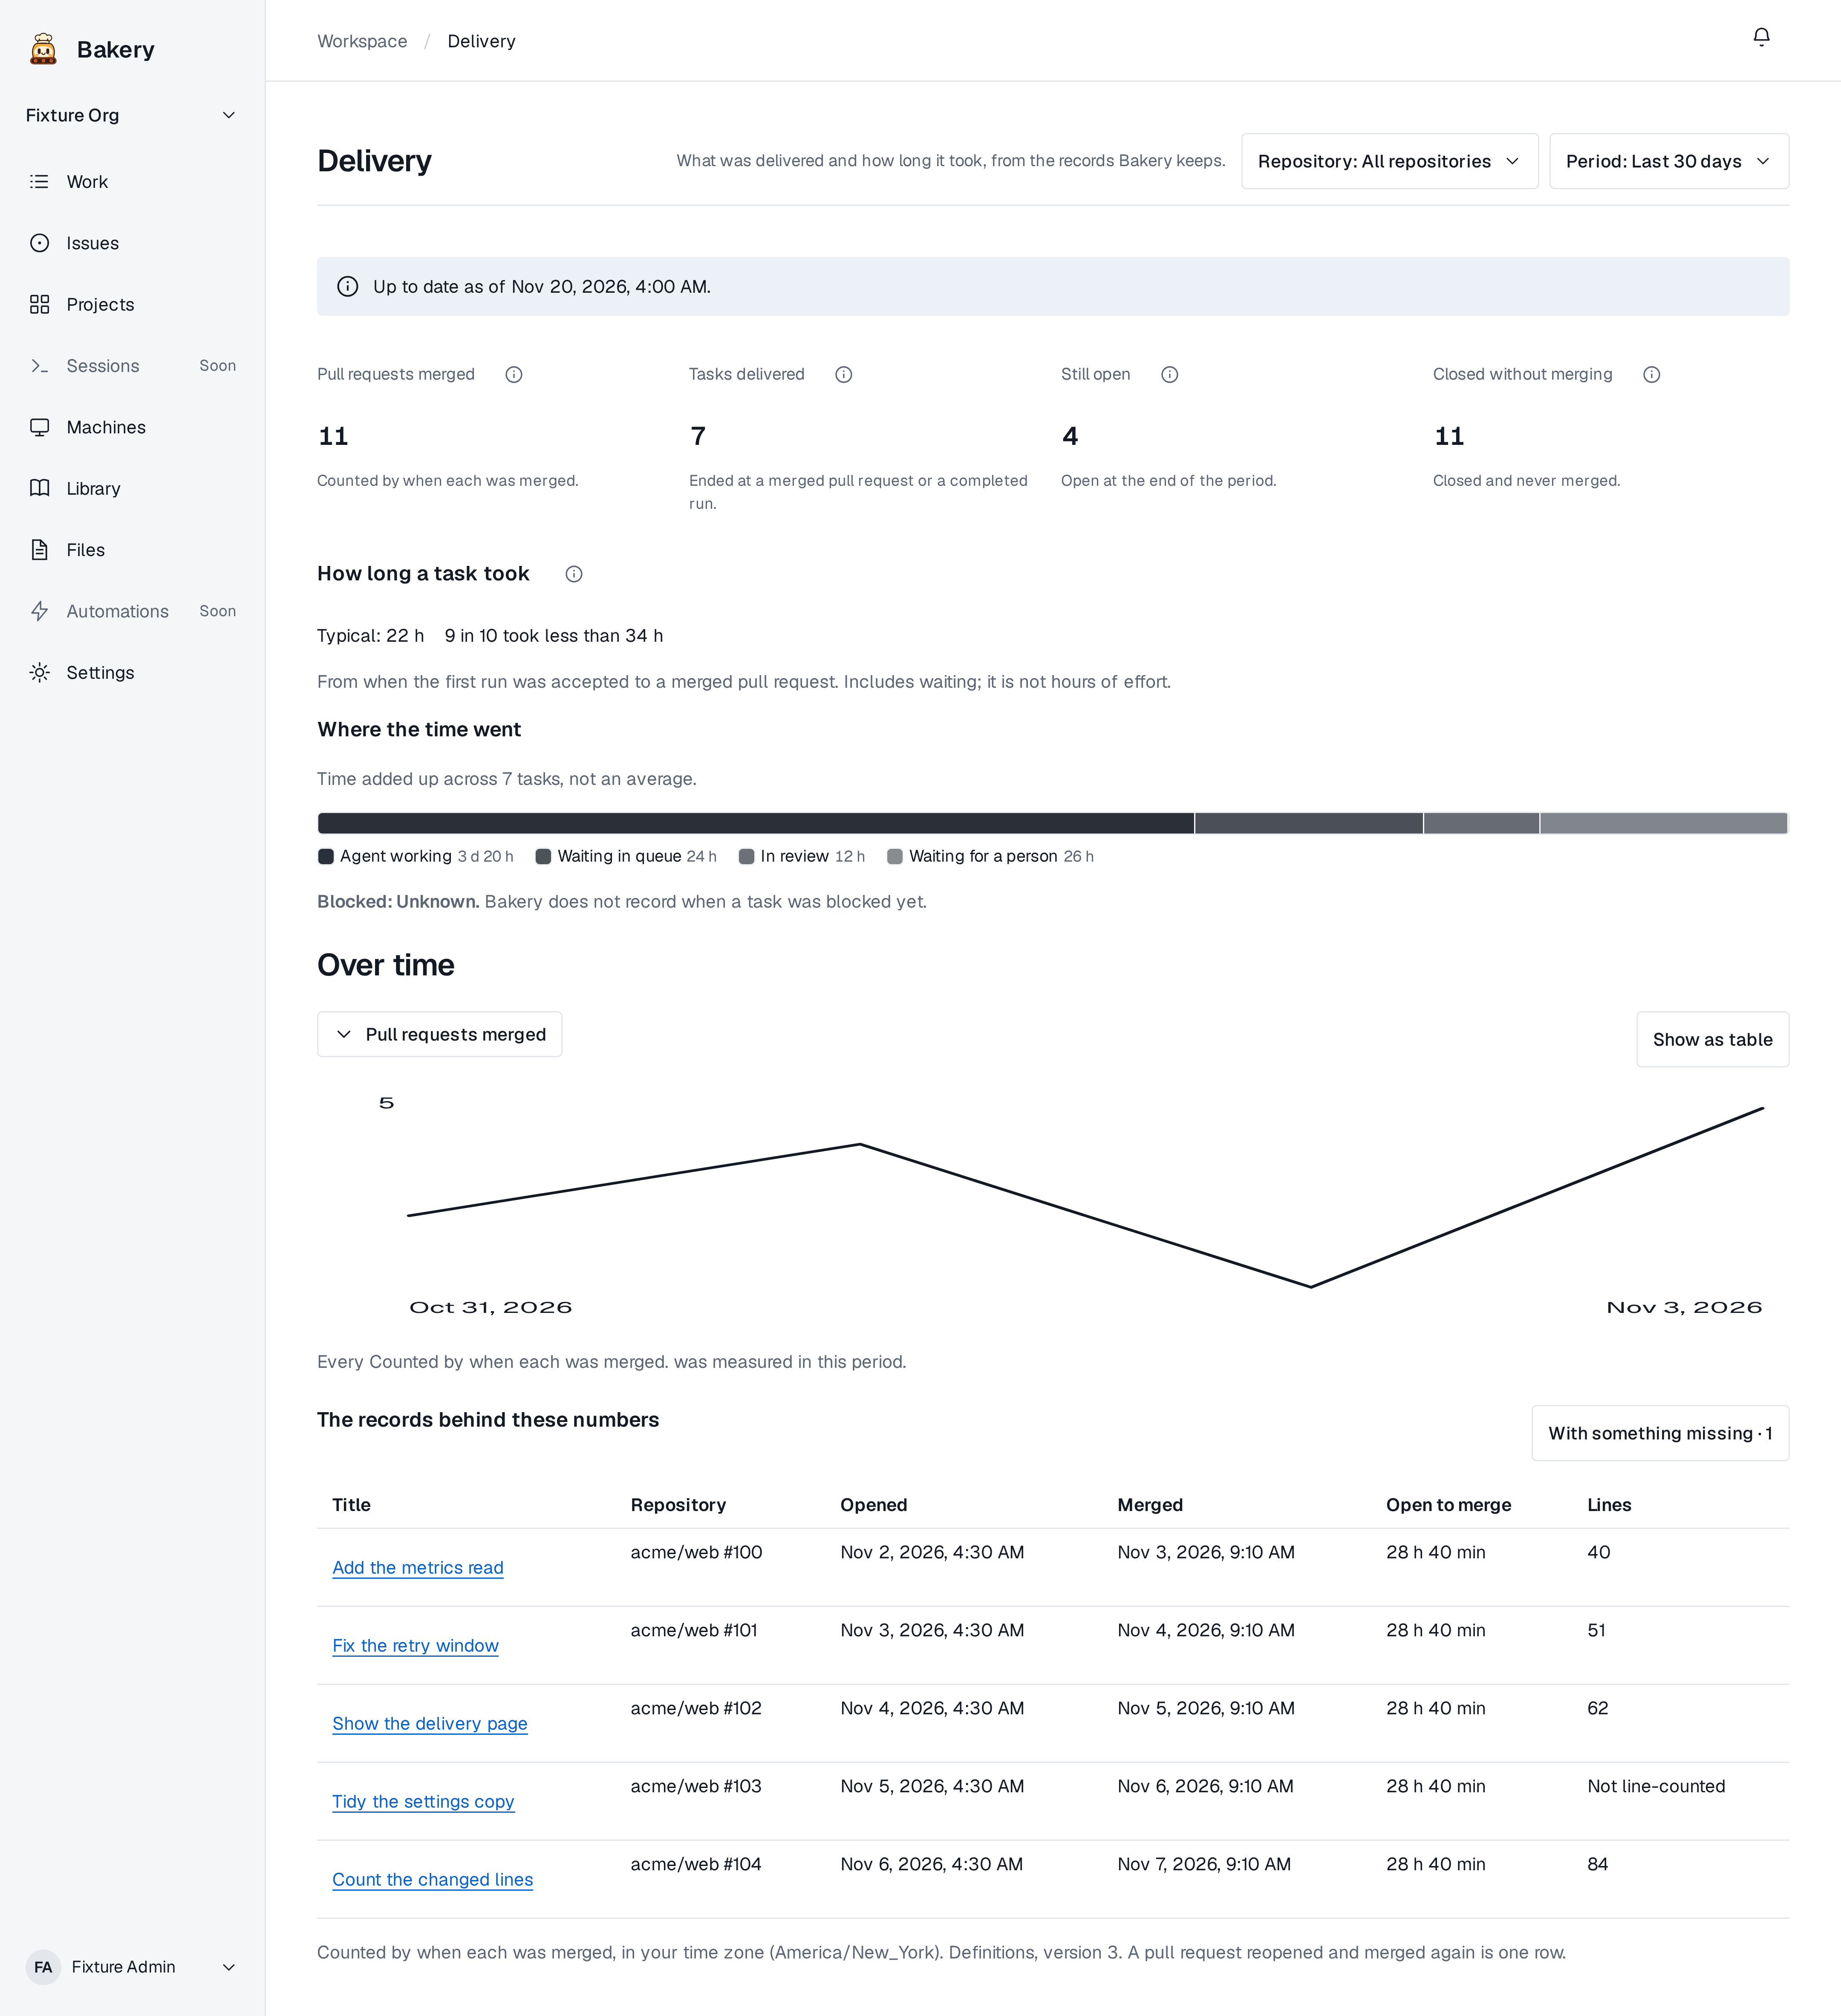 Bakery
Fixture Org
Work
Issues
Projects
Sessions Soon
Machines
Library
Files
Automations Soon
Settings
FA Fixture Admin
Workspace / Delivery
Delivery
What was delivered and how long it took, from the records Bakery keeps.
Repository: All repositories
Period: Last 30 days
Up to date as of Nov 20, 2026, 4:00 AM.
Pull requests merged
11
Counted by when each was merged.
Tasks delivered
7
Ended at a merged pull request or a completed
run.
Still open
4
Open at the end of the period.
Closed without merging
11
Closed and never merged.
How long a task took
Typical: 22 h 9 in 10 took less than 34 h
From when the first run was accepted to a merged pull request. Includes waiting; it is not hours of effort.
Where the time went
Time added up across 7 tasks, not an average.
Agent working 3 d 20 h Waiting in queue 24 h In review 12 h Waiting for a person 26 h
Blocked: Unknown. Bakery does not record when a task was blocked yet.
Over time
Pull requests merged
Show as table
5
Oct 31, 2026 Nov 3, 2026
Every Counted by when each was merged. was measured in this period.
The records behind these numbers
With something missing · 1
Title Repository Opened Merged Open to merge Lines
Add the metrics read acme/web #100 Nov 2, 2026, 4:30 AM Nov 3, 2026, 9:10 AM 28 h 40 min 40
Fix the retry window acme/web #101 Nov 3, 2026, 4:30 AM Nov 4, 2026, 9:10 AM 28 h 40 min 51
Show the delivery page acme/web #102 Nov 4, 2026, 4:30 AM Nov 5, 2026, 9:10 AM 28 h 40 min 62
Tidy the settings copy acme/web #103 Nov 5, 2026, 4:30 AM Nov 6, 2026, 9:10 AM 28 h 40 min Not line-counted
Count the changed lines acme/web #104 Nov 6, 2026, 4:30 AM Nov 7, 2026, 9:10 AM 28 h 40 min 84
Counted by when each was merged, in your time zone (America/New_York). Definitions, version 3. A pull request reopened and merged again is one row.